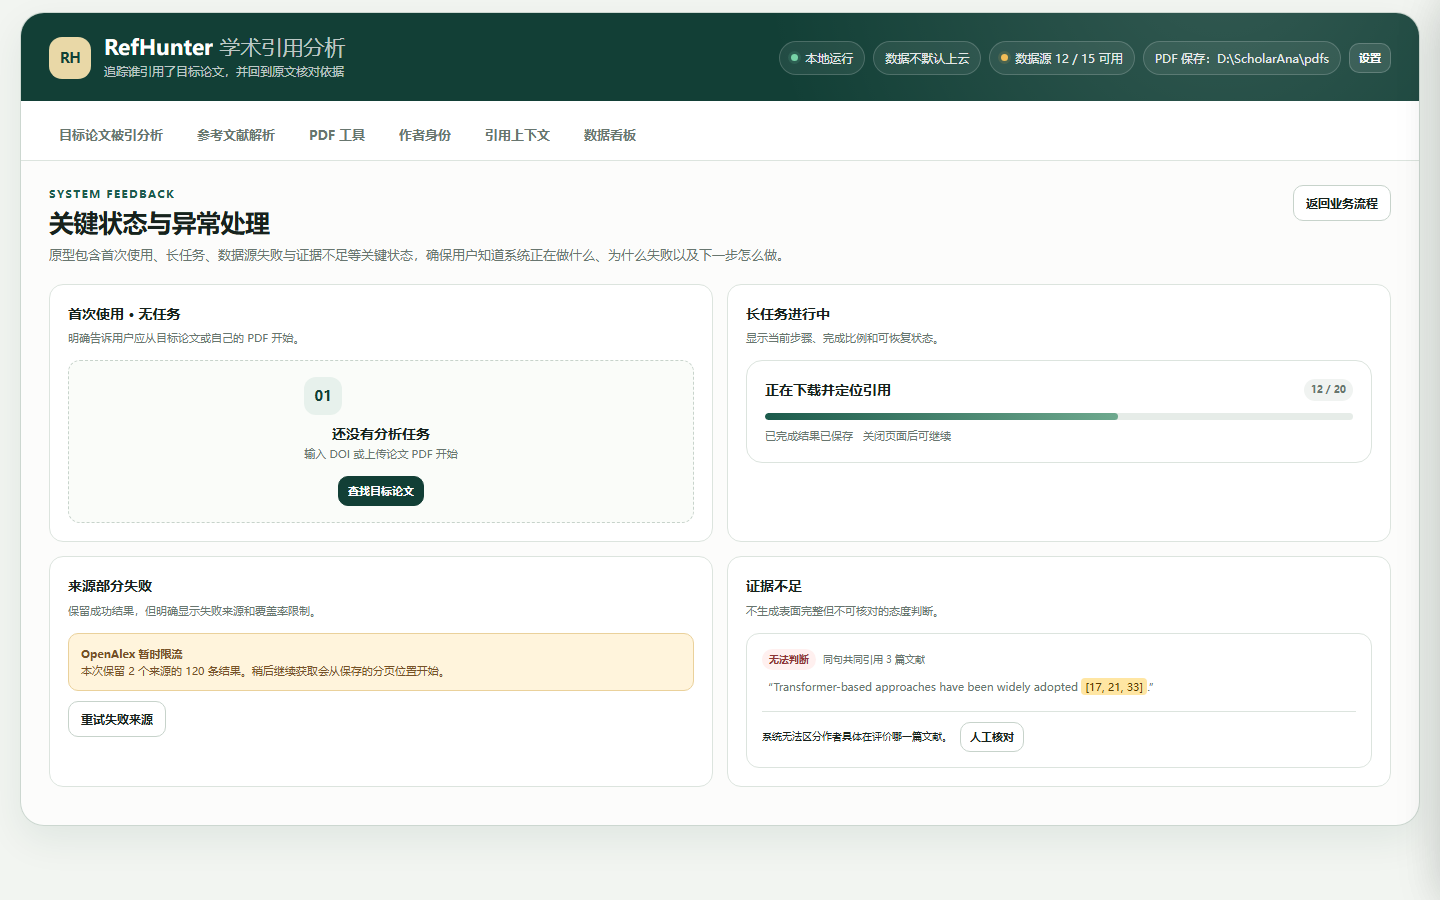 RH
RefHunter 学术引用分析
追踪谁引用了目标论文，并回到原文核对依据
本地运行
数据不默认上云
数据源 12 / 15 可用
PDF 保存：D:\ScholarAna\pdfs
设置
目标论文被引分析
参考文献解析
PDF 工具
作者身份
引用上下文
数据看板
SYSTEM FEEDBACK
关键状态与异常处理
原型包含首次使用、长任务、数据源失败与证据不足等关键状态，确保用户知道系统正在做什么、为什么失败以及下一步怎么做。
返回业务流程
首次使用 • 无任务
明确告诉用户应从目标论文或自己的 PDF 开始。
01
还没有分析任务
输入 DOI 或上传论文 PDF 开始
查找目标论文
长任务进行中
显示当前步骤、完成比例和可恢复状态。
正在下载并定位引用
12 / 20
已完成结果已保存 关闭页面后可继续
来源部分失败
保留成功结果，但明确显示失败来源和覆盖率限制。
OpenAlex 暂时限流
本次保留 2 个来源的 120 条结果。稍后继续获取会从保存的分页位置开始。
重试失败来源
证据不足
不生成表面完整但不可核对的态度判断。
无法判断 同句共同引用 3 篇文献
“Transformer-based approaches have been widely adopted [17, 21, 33].”
系统无法区分作者具体在评价哪一篇文献。
人工核对